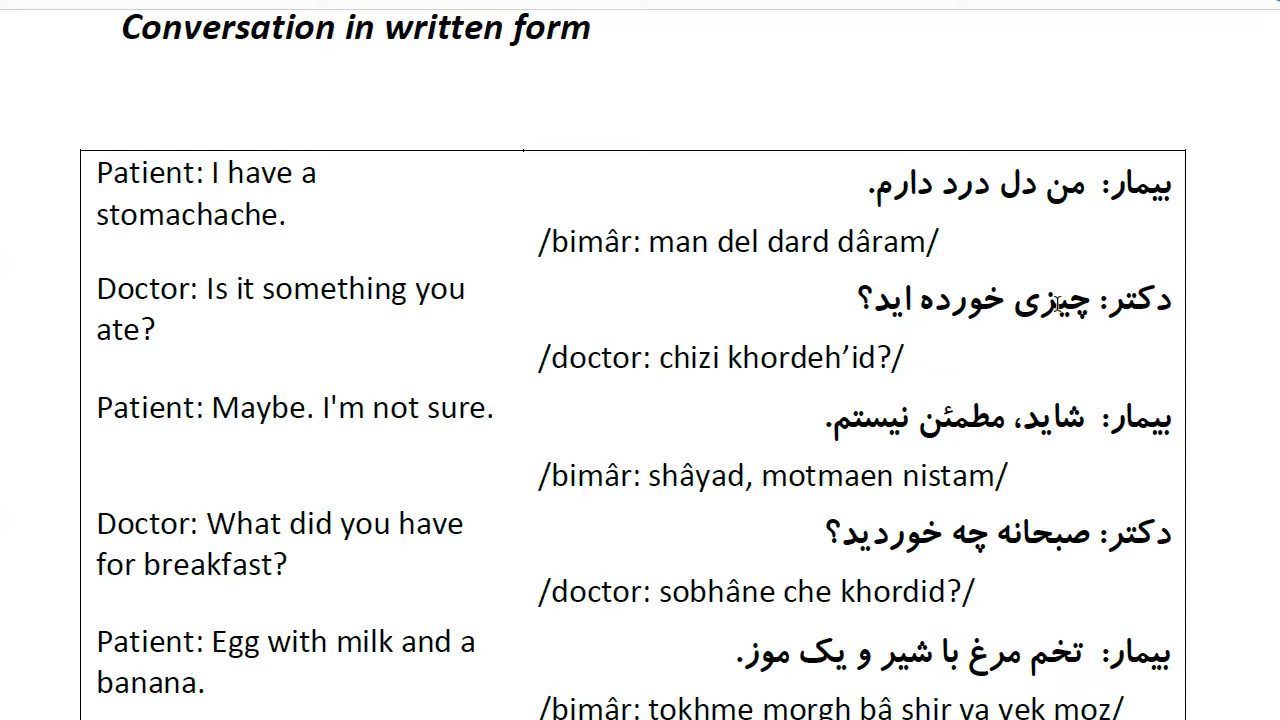 Conversation in written form
Patient: I have a
stomachache.
بیمار: من دل درد دارم.
/bimâr: man del dard dâram/
Doctor: Is it something you
ate?
دکتر: چیزی خورده اید؟
/doctor: chizi khordeh’id?/
Patient: Maybe. I'm not sure.
بیمار: شاید، مطمئن نیستم.
/bimâr: shâyad, motmaen nistam/
Doctor: What did you have
for breakfast?
دکتر: صبحانه چه خوردید؟
/doctor: sobhâne che khordid?/
Patient: Egg with milk and a
banana.
بیمار: تخم مرغ با شیر و یک موز.
/bimâr: tokhme morgh bâ shir va yek moz/